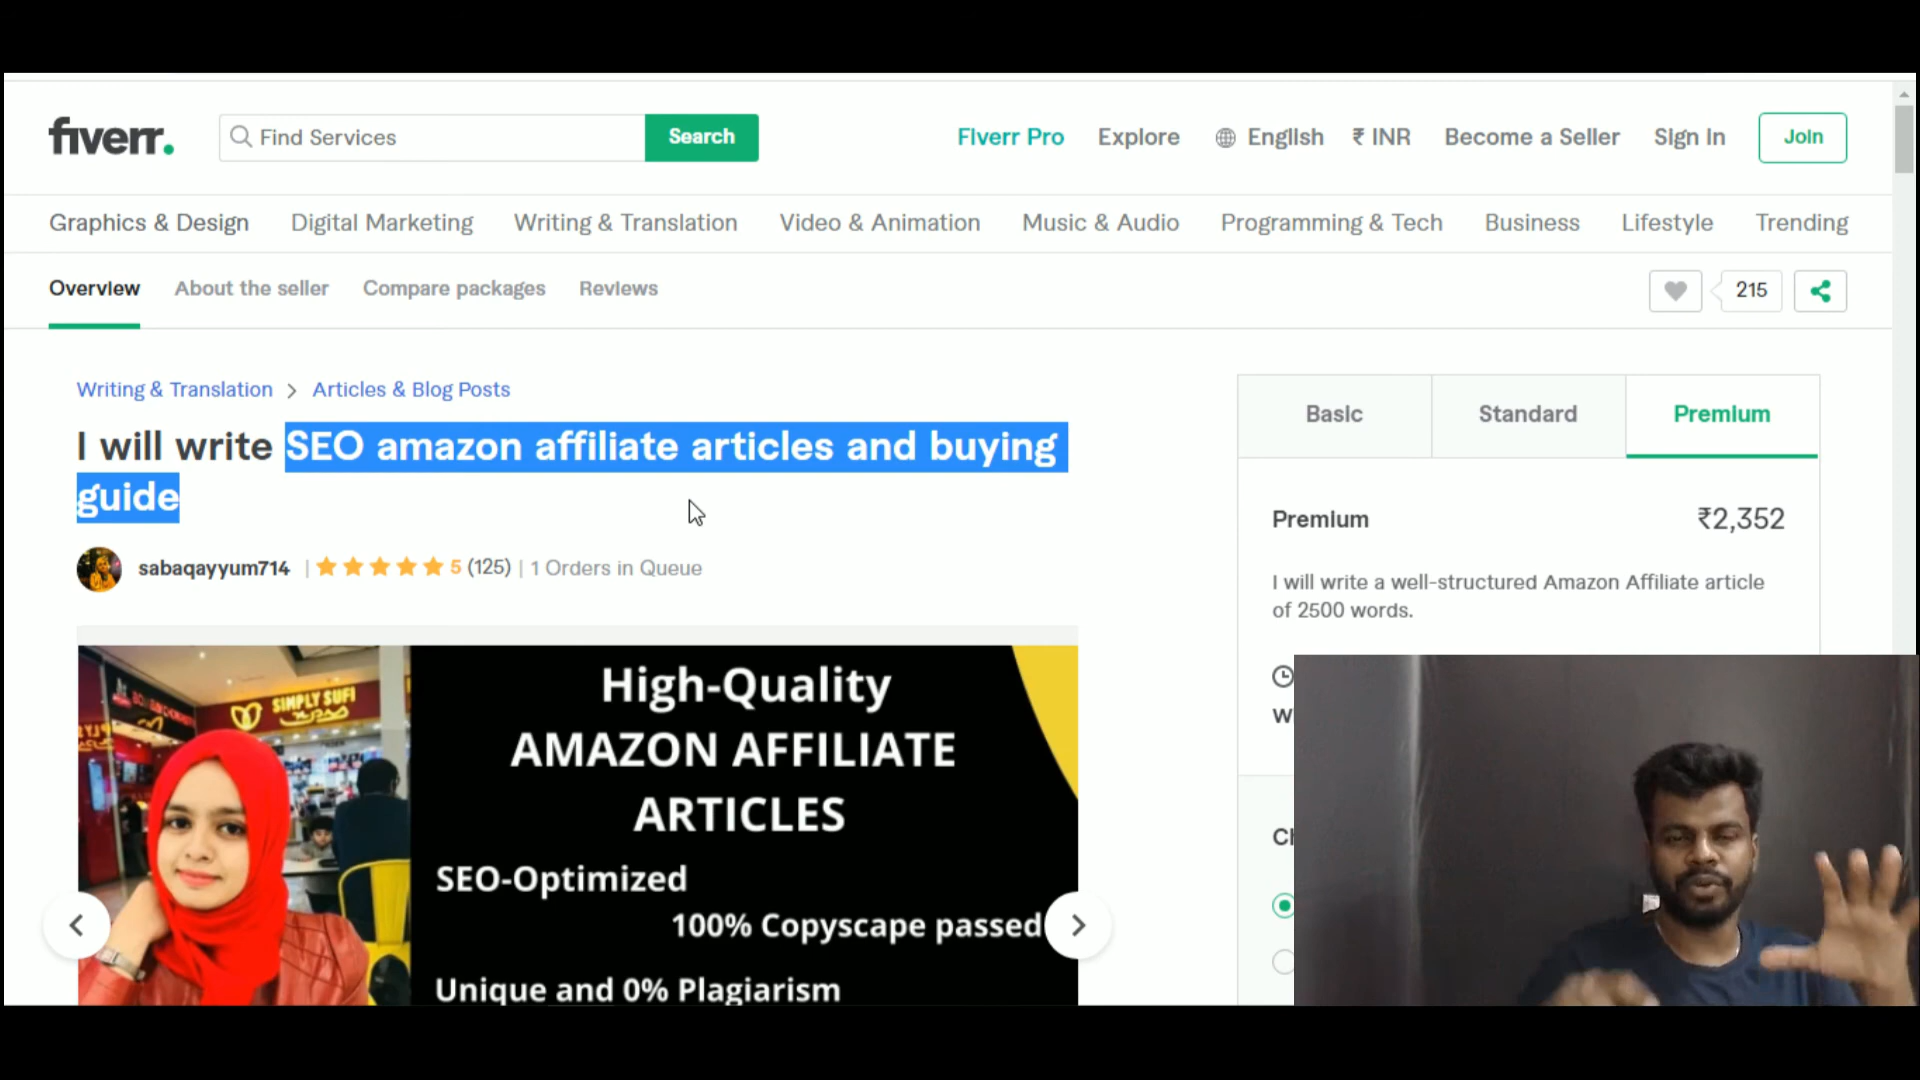 fiverr.
Find Services
Search
Fiverr Pro
Explore
English
₹ INR
Become a Seller
Sign In
Join
Graphics & Design
Digital Marketing
Writing & Translation
Video & Animation
Music & Audio
Programming & Tech
Business
Lifestyle
Trending
Overview
About the seller
Compare packages
Reviews
215
Writing & Translation > Articles & Blog Posts
I will write SEO amazon affiliate articles and buying
guide
sabaqayyum714 | 5 (125) | 1 Orders in Queue
SIMPLY SUFI
High-Quality
AMAZON AFFILIATE
ARTICLES
SEO-Optimized
100% Copyscape passed
Unique and 0% Plagiarism
Basic
Standard
Premium
Premium
₹2,352
I will write a well-structured Amazon Affiliate article
of 2500 words.